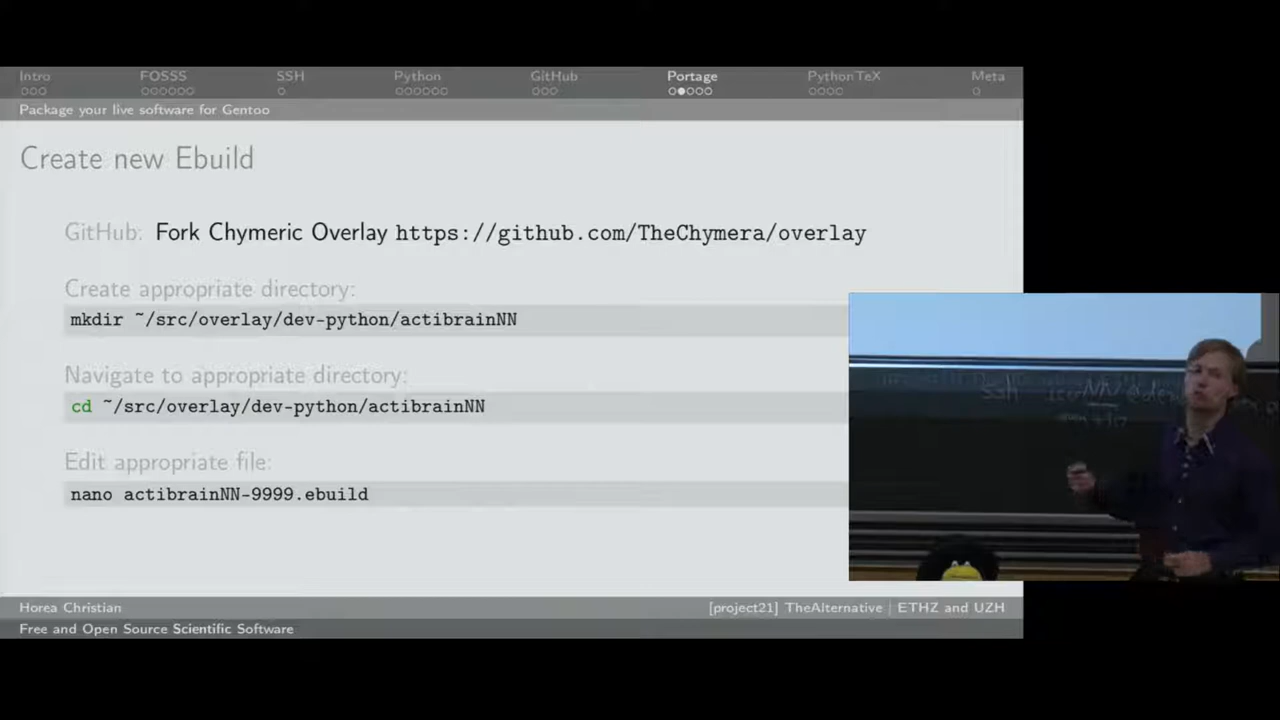 Intro FOSSS SSH Python GitHub Portage PythonTeX Meta
Package your live software for Gentoo
Create new Ebuild
GitHub: Fork Chymeric Overlay https://github.com/TheChymera/overlay
Create appropriate directory:
mkdir ~/src/overlay/dev-python/actibrainNN
Navigate to appropriate directory:
cd ~/src/overlay/dev-python/actibrainNN
Edit appropriate file:
nano actibrainNN-9999.ebuild
ssh
Horea Christian [project21] TheAlternative | ETHZ and UZH
Free and Open Source Scientific Software